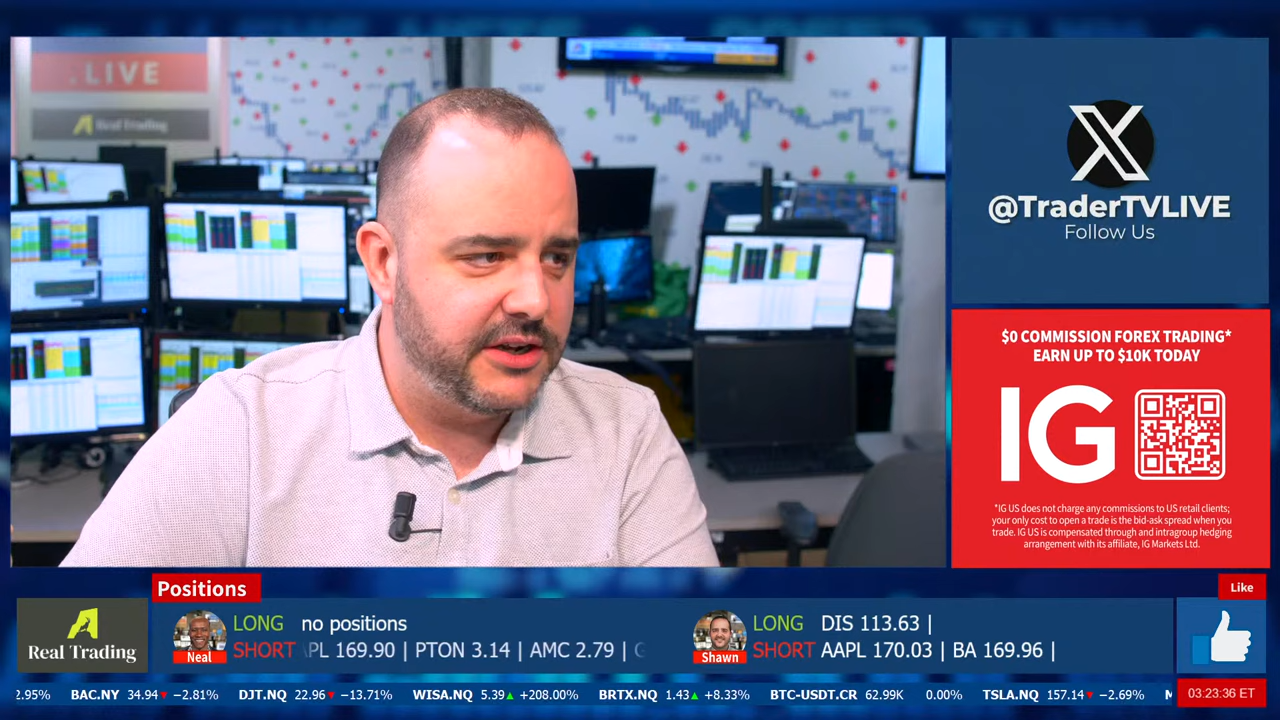 .LIVE
Real Trading
@TraderTVLIVE
Follow Us
$0 COMMISSION FOREX TRADING*
EARN UP TO $10K TODAY
IG
*IG US does not charge any commissions to US retail clients;
your only cost to open a trade is the bid-ask spread when you
trade. IG US is compensated through and intragroup hedging
arrangement with its affiliate, IG Markets Ltd.
Positions
Like
Real Trading
Neal
LONG no positions
SHORT PL 169.90 | PTON 3.14 | AMC 2.79 |
Shawn
LONG DIS 113.63 |
SHORT AAPL 170.03 | BA 169.96 |
2.95% BAC.NY 34.94 ▼ −2.81% DJT.NQ 22.96 ▼ −13.71% WISA.NQ 5.39 ▲ +208.00% BRTX.NQ 1.43 ▲ +8.33% BTC-USDT.CR 62.99K 0.00% TSLA.NQ 157.14 ▼ −2.69%
03:23:36 ET